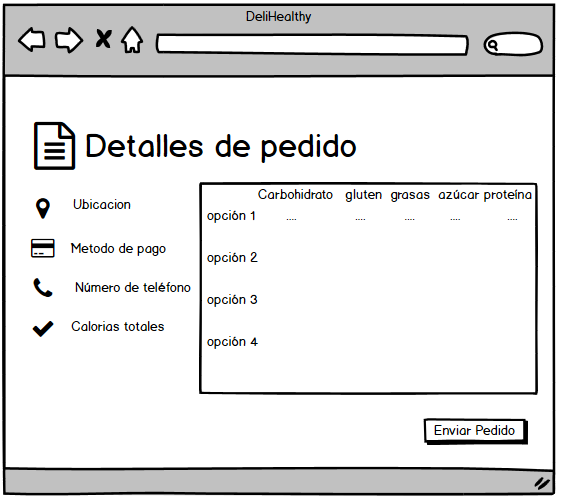 DeliHealthy
Detalles de pedido
Ubicacion
Metodo de pago
Número de teléfono
Calorias totales
Carbohidrato gluten grasas azúcar proteína
opción 1 .... .... .... .... ....
opción 2
opción 3
opción 4
Enviar Pedido